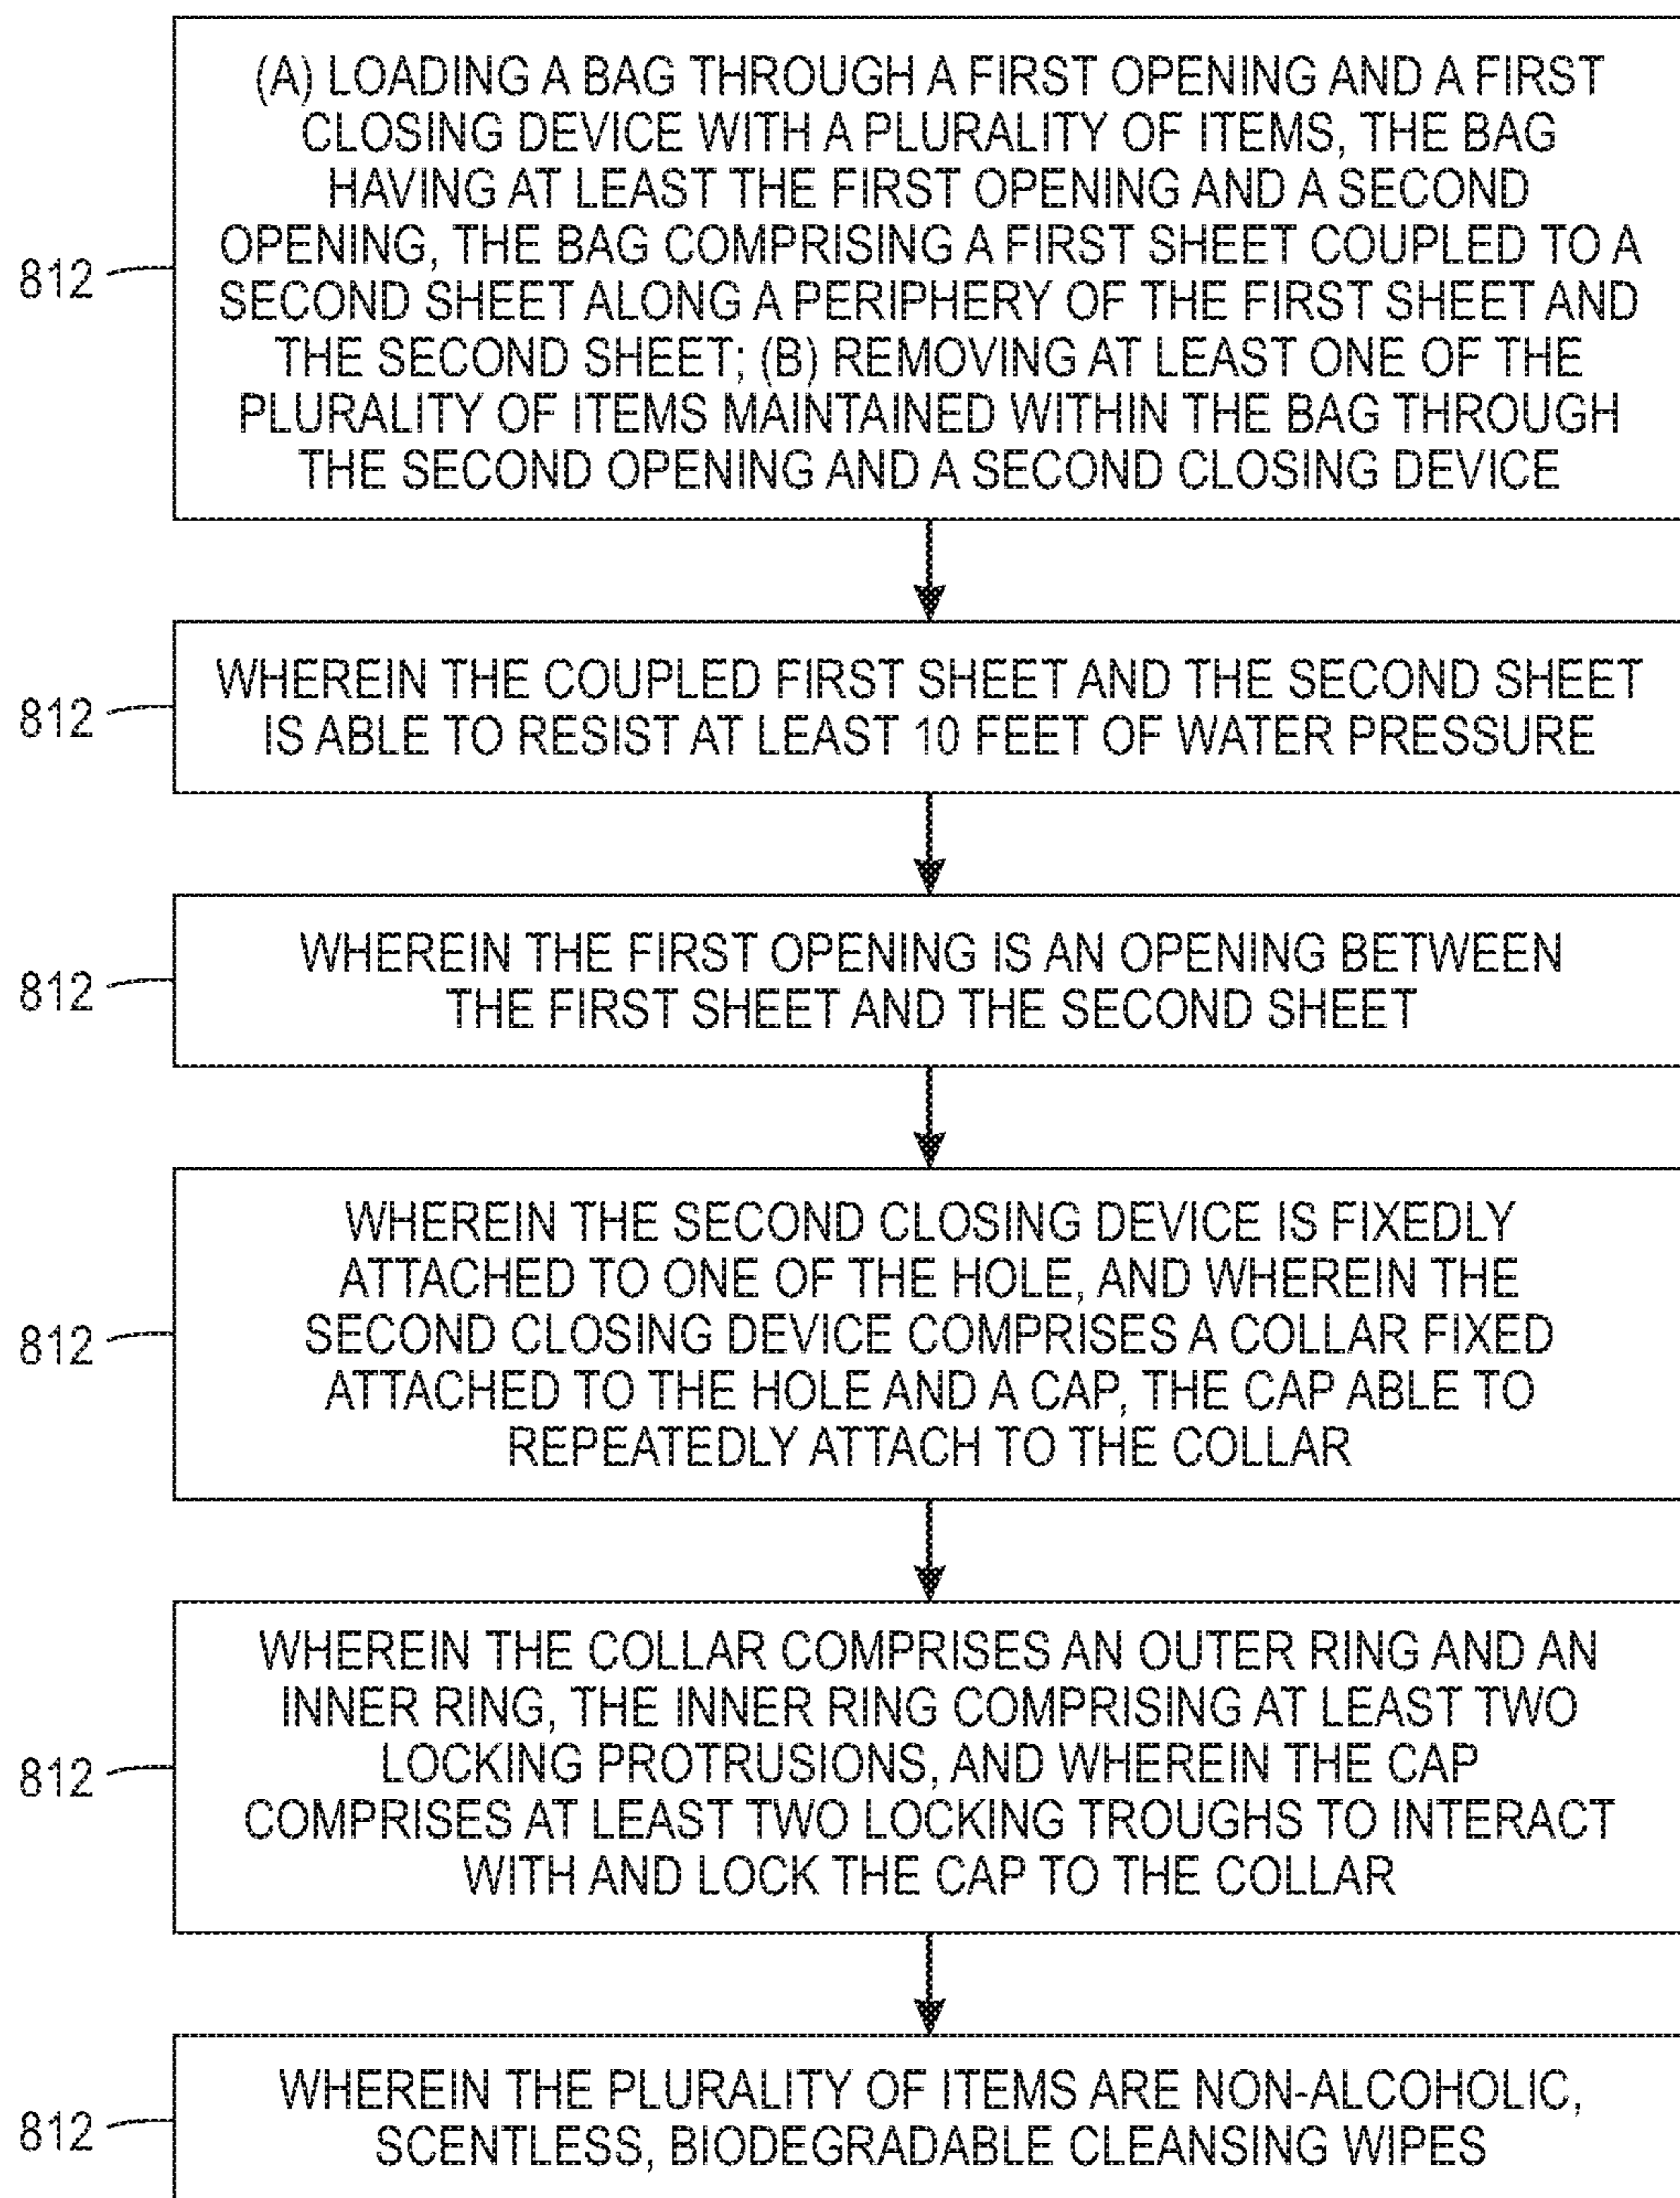 (A) LOADING A BAG THROUGH A FIRST OPENING AND A FIRST
CLOSING DEVICE WITH A PLURALITY OF ITEMS, THE BAG
HAVING AT LEAST THE FIRST OPENING AND A SECOND
OPENING, THE BAG COMPRISING A FIRST SHEET COUPLED TO A
SECOND SHEET ALONG A PERIPHERY OF THE FIRST SHEET AND
THE SECOND SHEET; (B) REMOVING AT LEAST ONE OF THE
PLURALITY OF ITEMS MAINTAINED WITHIN THE BAG THROUGH
THE SECOND OPENING AND A SECOND CLOSING DEVICE
812
WHEREIN THE COUPLED FIRST SHEET AND THE SECOND SHEET
IS ABLE TO RESIST AT LEAST 10 FEET OF WATER PRESSURE
812
WHEREIN THE FIRST OPENING IS AN OPENING BETWEEN
THE FIRST SHEET AND THE SECOND SHEET
812
WHEREIN THE SECOND CLOSING DEVICE IS FIXEDLY
ATTACHED TO ONE OF THE HOLE, AND WHEREIN THE
SECOND CLOSING DEVICE COMPRISES A COLLAR FIXED
ATTACHED TO THE HOLE AND A CAP, THE CAP ABLE TO
REPEATEDLY ATTACH TO THE COLLAR
812
WHEREIN THE COLLAR COMPRISES AN OUTER RING AND AN
INNER RING, THE INNER RING COMPRISING AT LEAST TWO
LOCKING PROTRUSIONS, AND WHEREIN THE CAP
COMPRISES AT LEAST TWO LOCKING TROUGHS TO INTERACT
WITH AND LOCK THE CAP TO THE COLLAR
812
WHEREIN THE PLURALITY OF ITEMS ARE NON-ALCOHOLIC,
SCENTLESS, BIODEGRADABLE CLEANSING WIPES
812